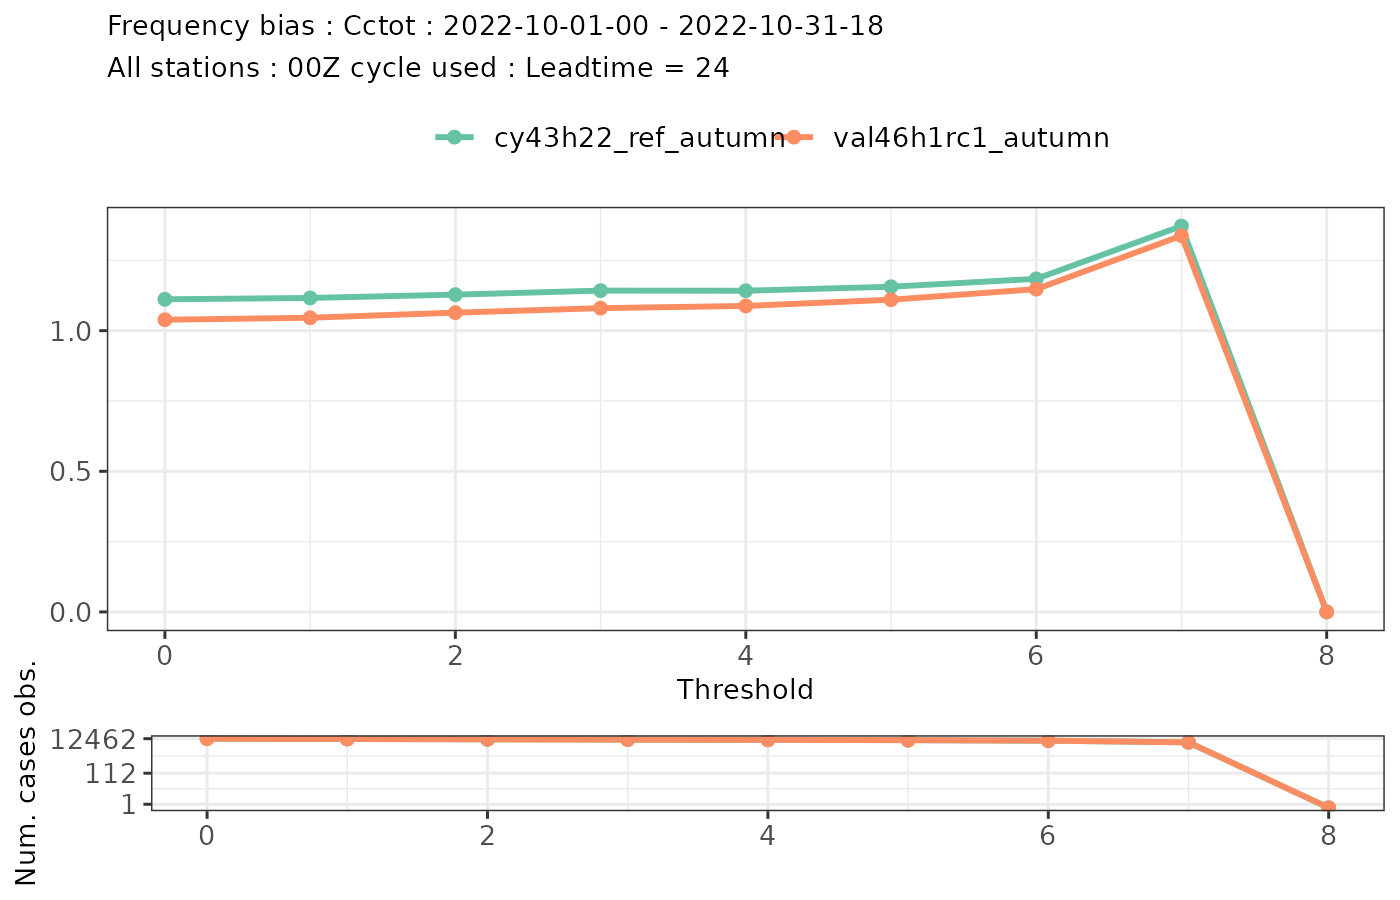 Frequency bias : Cctot : 2022-10-01-00 - 2022-10-31-18
All stations : 00Z cycle used : Leadtime = 24
cy43h22_ref_autumn val46h1rc1_autumn
1.0
0.5
0.0
0 2 4 6 8
Threshold
Num. cases obs.
12462
112
1
0 2 4 6 8